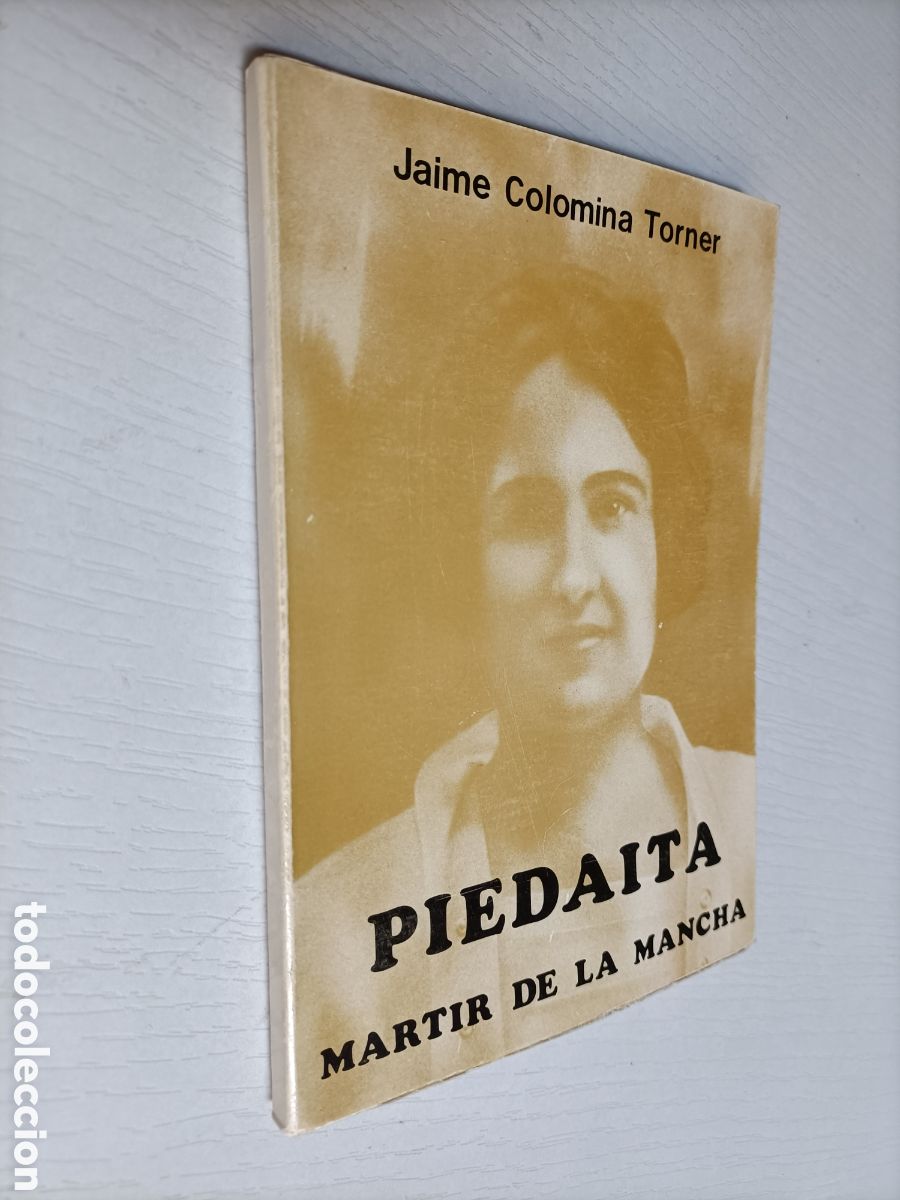 Jaime Colomina Torner
PIEDAITA
MARTIR DE LA MANCHA
todocoleccion